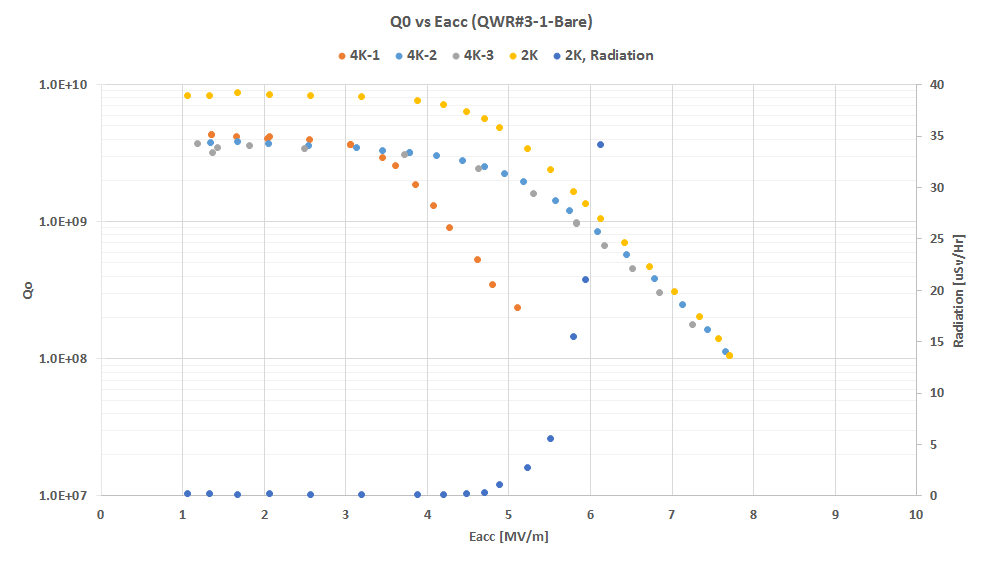 Q0 vs Eacc (QWR#3-1-Bare)
4K-1 4K-2 4K-3 2K 2K, Radiation
1.0E+10
1.0E+09
1.0E+08
1.0E+07
Qo
40
35
30
25
20
15
10
5
0
Radiation [uSv/Hr]
0 1 2 3 4 5 6 7 8 9 10
Eacc [MV/m]